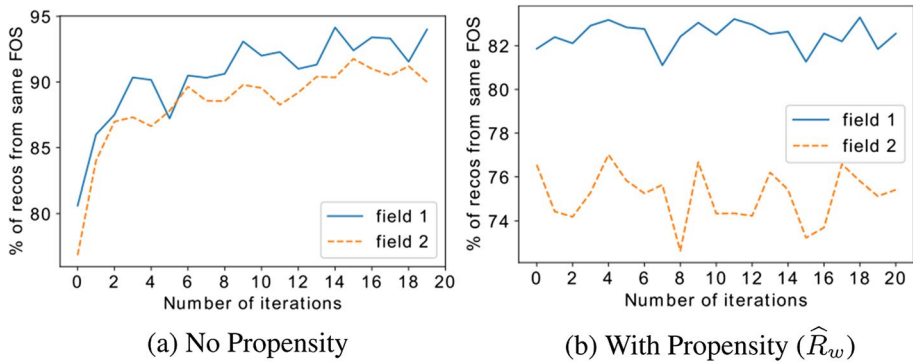 % of recos from same FOS
95
90
85
80
field 1
field 2
0 2 4 6 8 10 12 14 16 18 20
Number of iterations
(a) No Propensity
% of recos from same FOS
82
80
78
76
74
field 1
field 2
0 2 4 6 8 10 12 14 16 18 20
Number of iterations
(b) With Propensity (R̂_w)